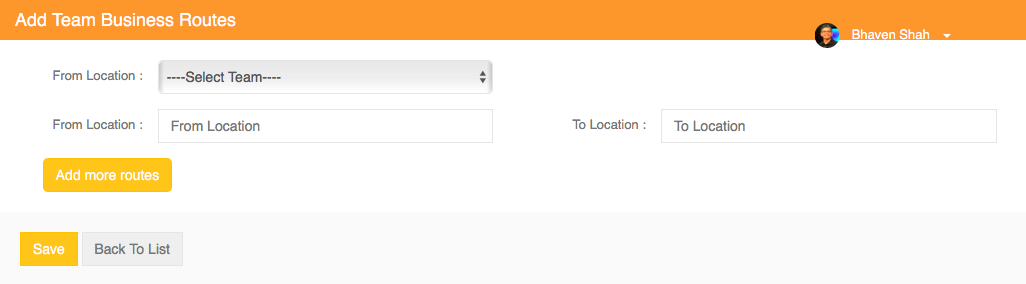 Add Team Business Routes
Bhaven Shah
From Location :
----Select Team----
From Location :
From Location
To Location :
To Location
Add more routes
Save
Back To List